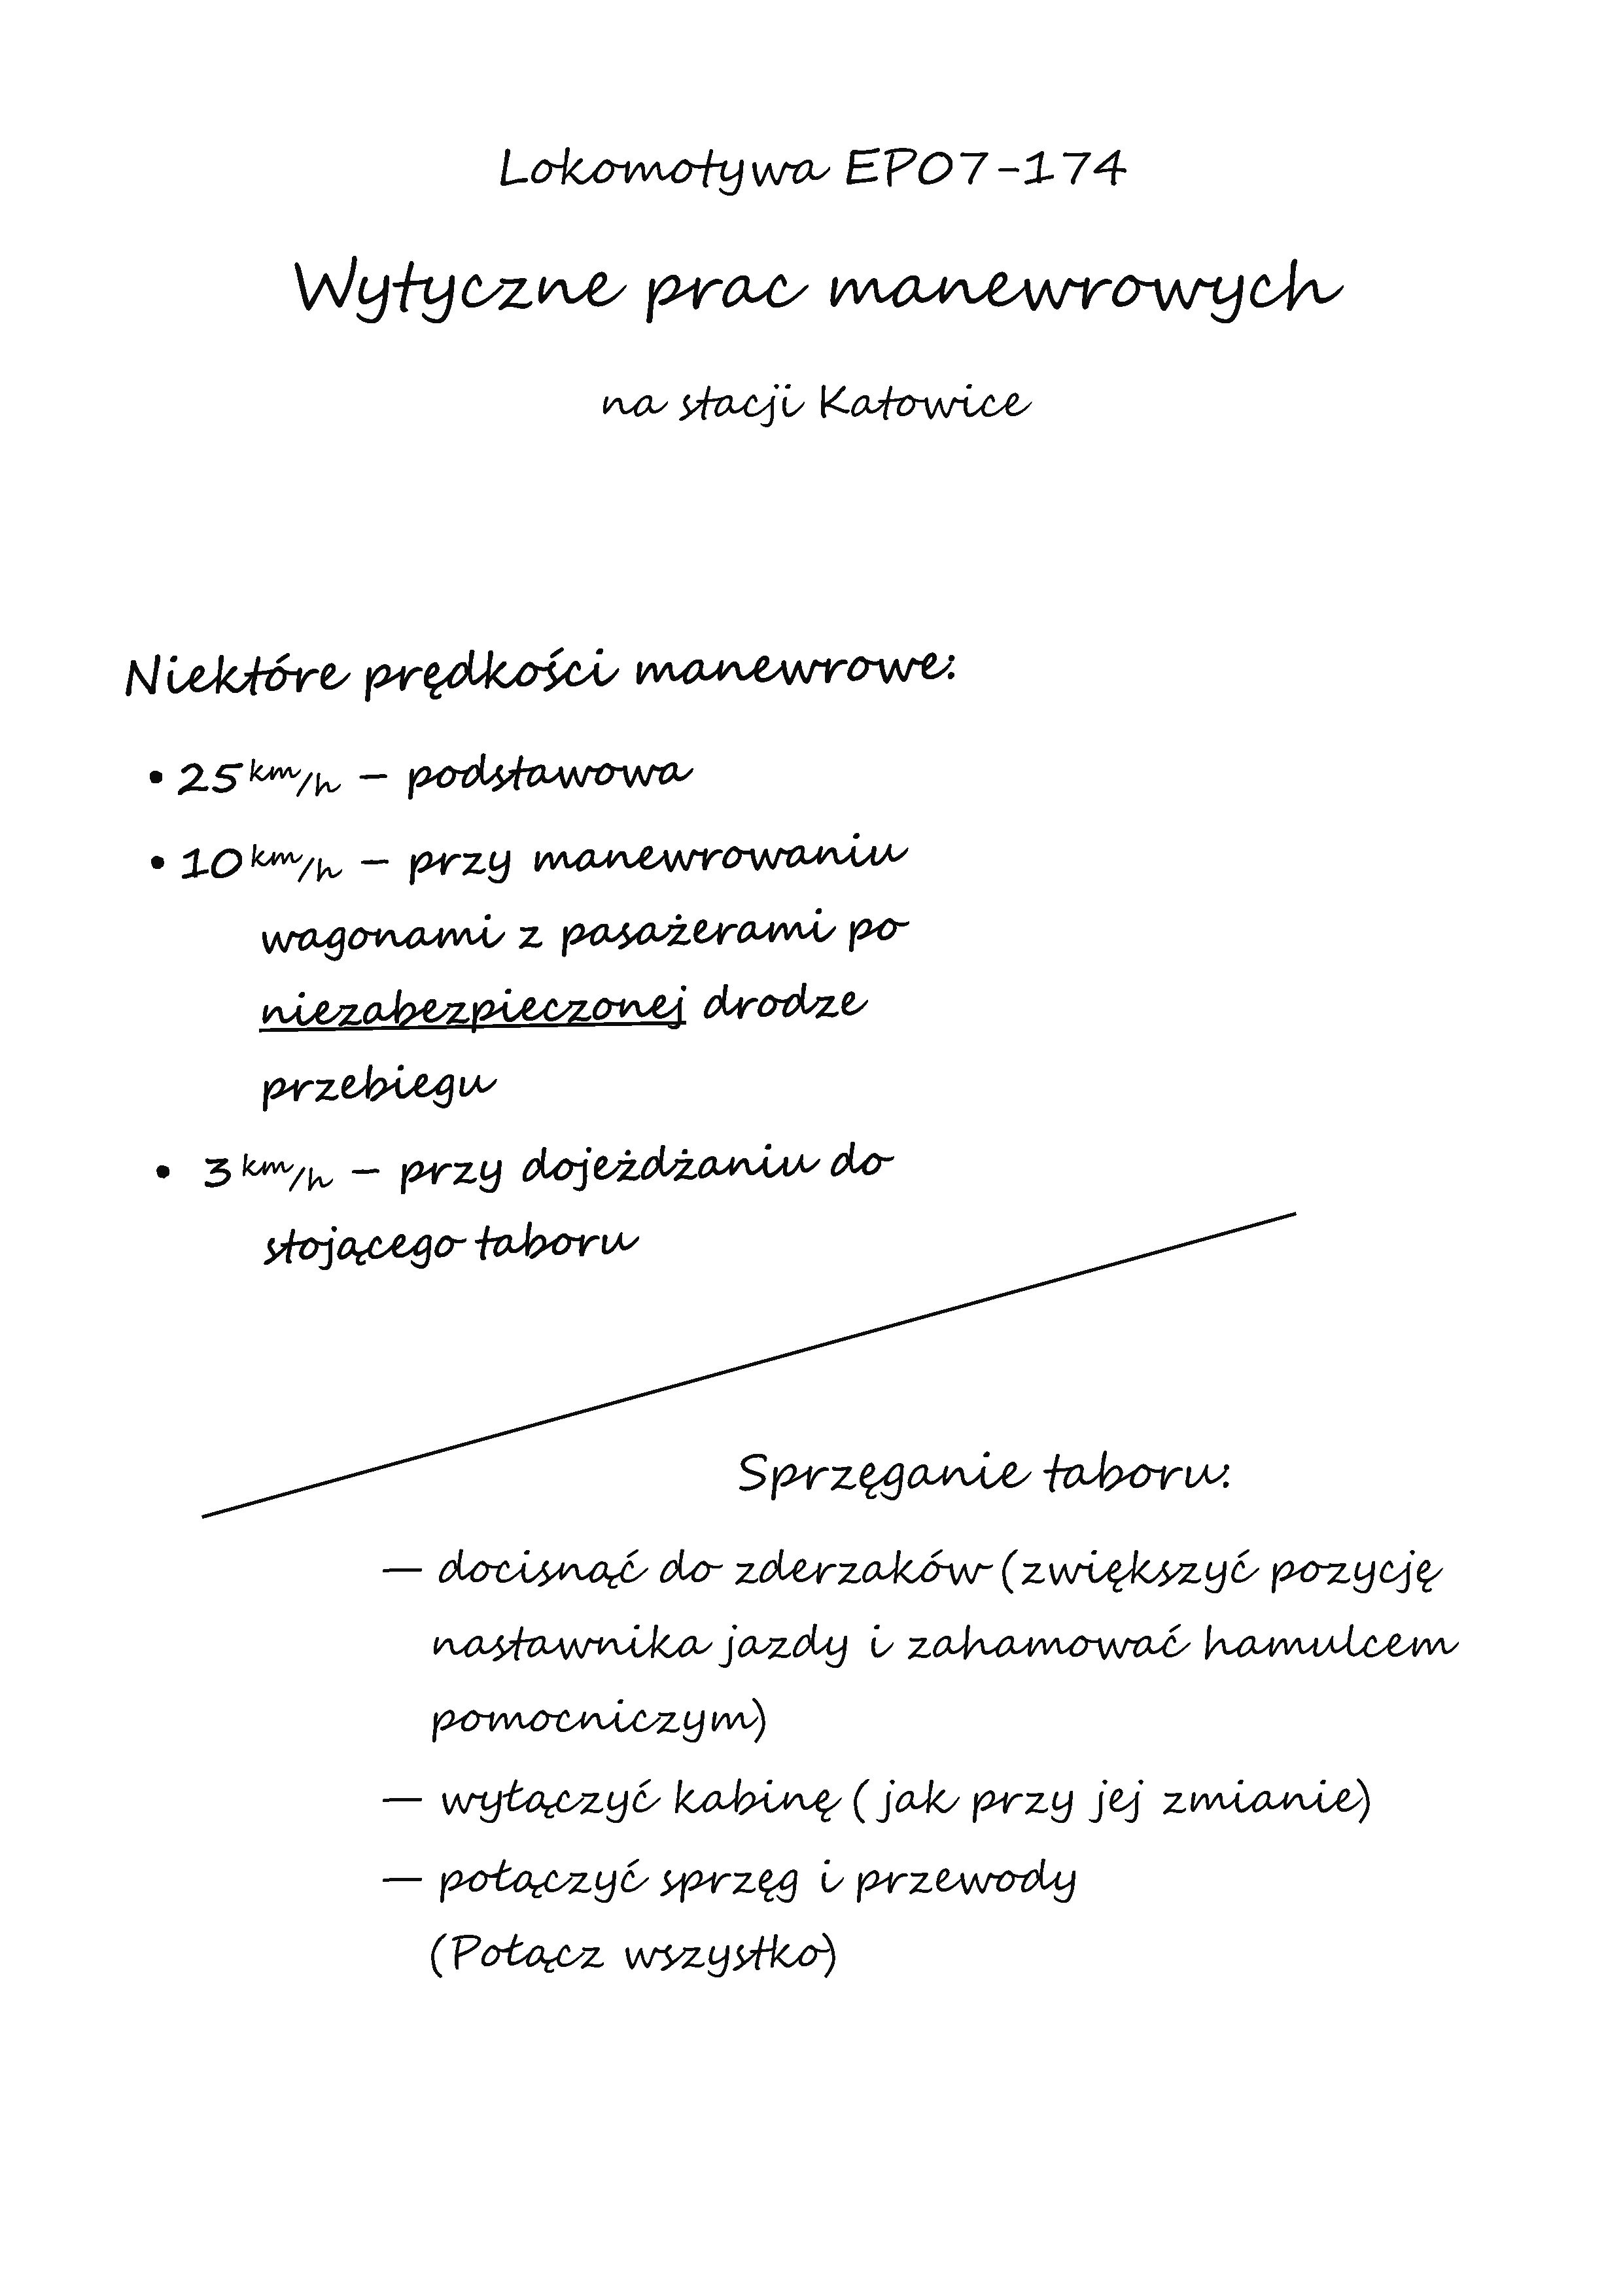 Lokomotywa EP07-174
Wytyczne prac manewrowych
na stacji Katowice
Niektóre prędkości manewrowe:
• 25 km/h – podstawowa
• 10 km/h – przy manewrowaniu
wagonami z pasażerami po
niezabezpieczonej drodze
przebiegu
• 3 km/h – przy dojeżdżaniu do
stojącego taboru
Sprzęganie taboru:
— docisnąć do zderzaków (zwiększyć pozycję
nastawnika jazdy i zahamować hamulcem
pomocniczym)
— wyłączyć kabinę ( jak przy jej zmianie)
— połączyć sprzęg i przewody
(Połącz wszystko)